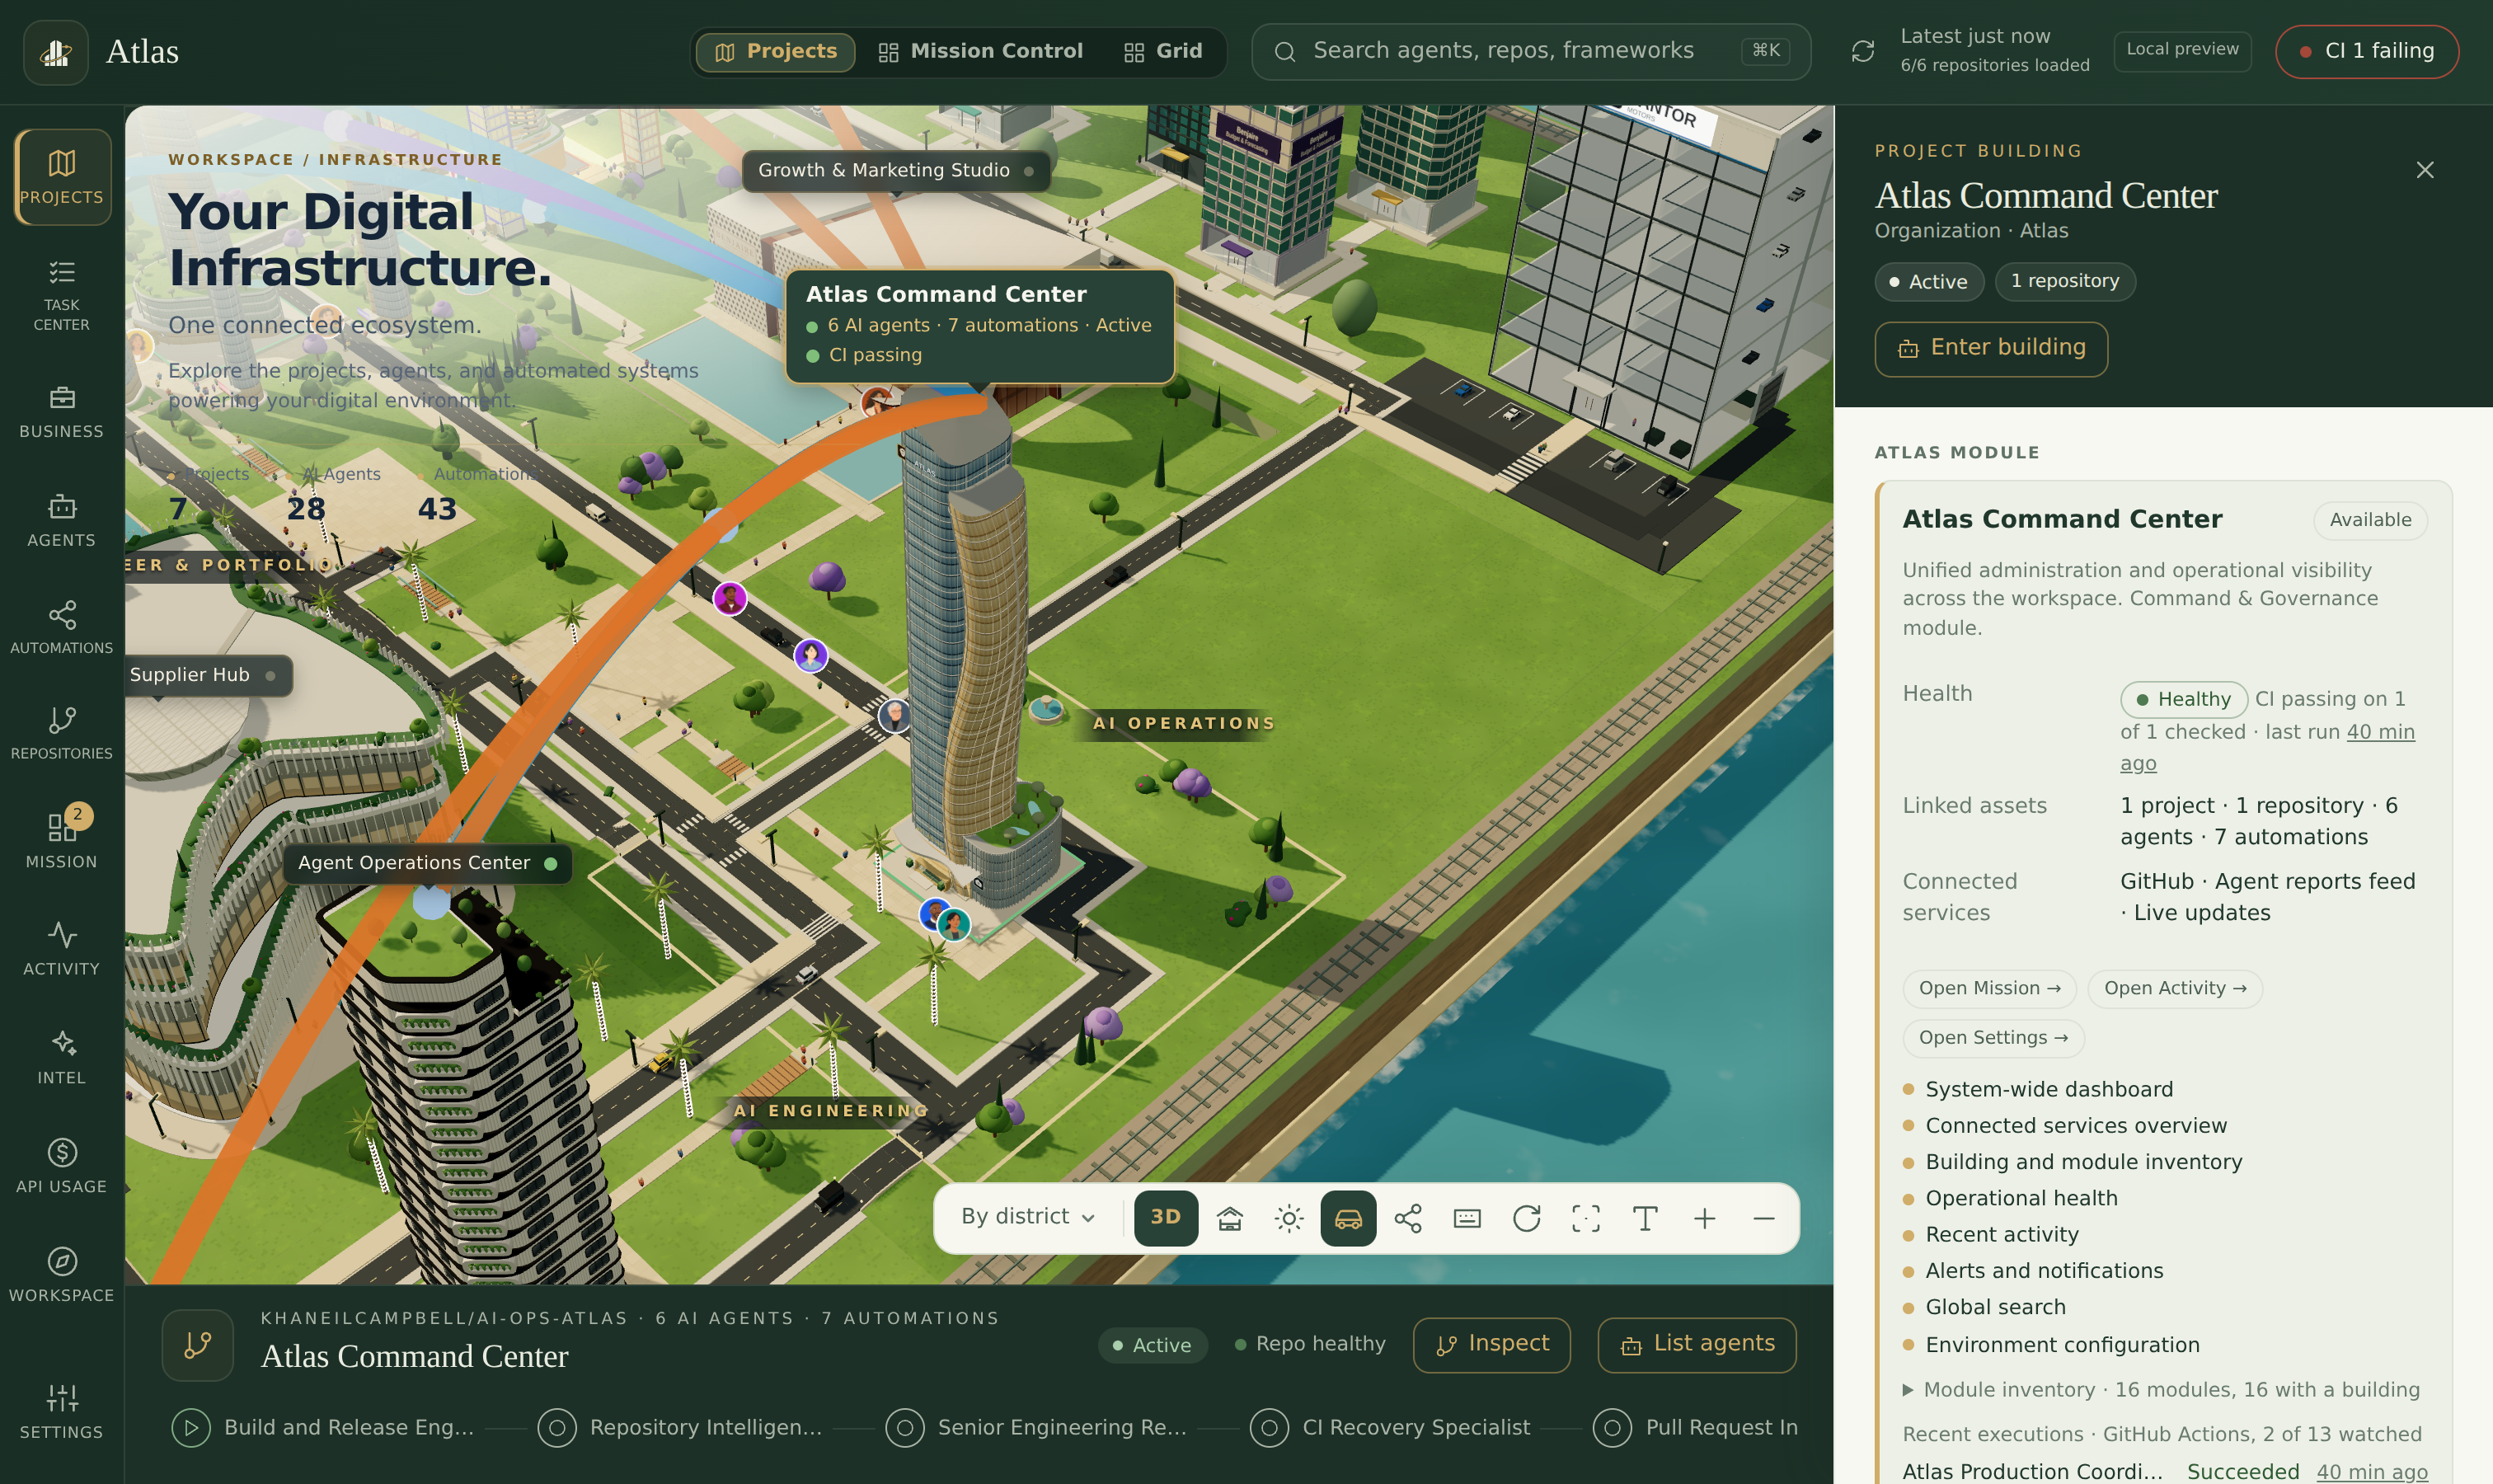 Atlas
Projects
Mission Control
Grid
Search agents, repos, frameworks
⌘K
Latest just now
6/6 repositories loaded
Local preview
CI 1 failing
PROJECTS
TASK
CENTER
BUSINESS
AGENTS
AUTOMATIONS
REPOSITORIES
2
MISSION
ACTIVITY
INTEL
API USAGE
WORKSPACE
SETTINGS
WORKSPACE / INFRASTRUCTURE
Your Digital
Infrastructure.
One connected ecosystem.
Explore the projects, agents, and automated systems
powering your digital environment.
Projects
AI Agents
Automations
7
28
43
EER & PORTFOLIO
Supplier Hub
Agent Operations Center
Growth & Marketing Studio
Atlas Command Center
6 AI agents · 7 automations · Active
CI passing
Benjaire
Budget & Forecasting
Benjaire
Budget & Forecasting
ANTOR
MOTORS
ATLAS
AI OPERATIONS
AI ENGINEERING
By district
3D
KHANEILCAMPBELL/AI-OPS-ATLAS · 6 AI AGENTS · 7 AUTOMATIONS
Atlas Command Center
Active
Repo healthy
Inspect
List agents
Build and Release Eng...
Repository Intelligen...
Senior Engineering Re...
CI Recovery Specialist
Pull Request In
PROJECT BUILDING
Atlas Command Center
Organization · Atlas
Active
1 repository
Enter building
ATLAS MODULE
Atlas Command Center
Available
Unified administration and operational visibility
across the workspace. Command & Governance
module.
Health
Healthy CI passing on 1
of 1 checked · last run 40 min
ago
Linked assets
1 project · 1 repository · 6
agents · 7 automations
Connected
services
GitHub · Agent reports feed
· Live updates
Open Mission →
Open Activity →
Open Settings →
System-wide dashboard
Connected services overview
Building and module inventory
Operational health
Recent activity
Alerts and notifications
Global search
Environment configuration
Module inventory · 16 modules, 16 with a building
Recent executions · GitHub Actions, 2 of 13 watched
Atlas Production Coordi...
Succeeded
40 min ago